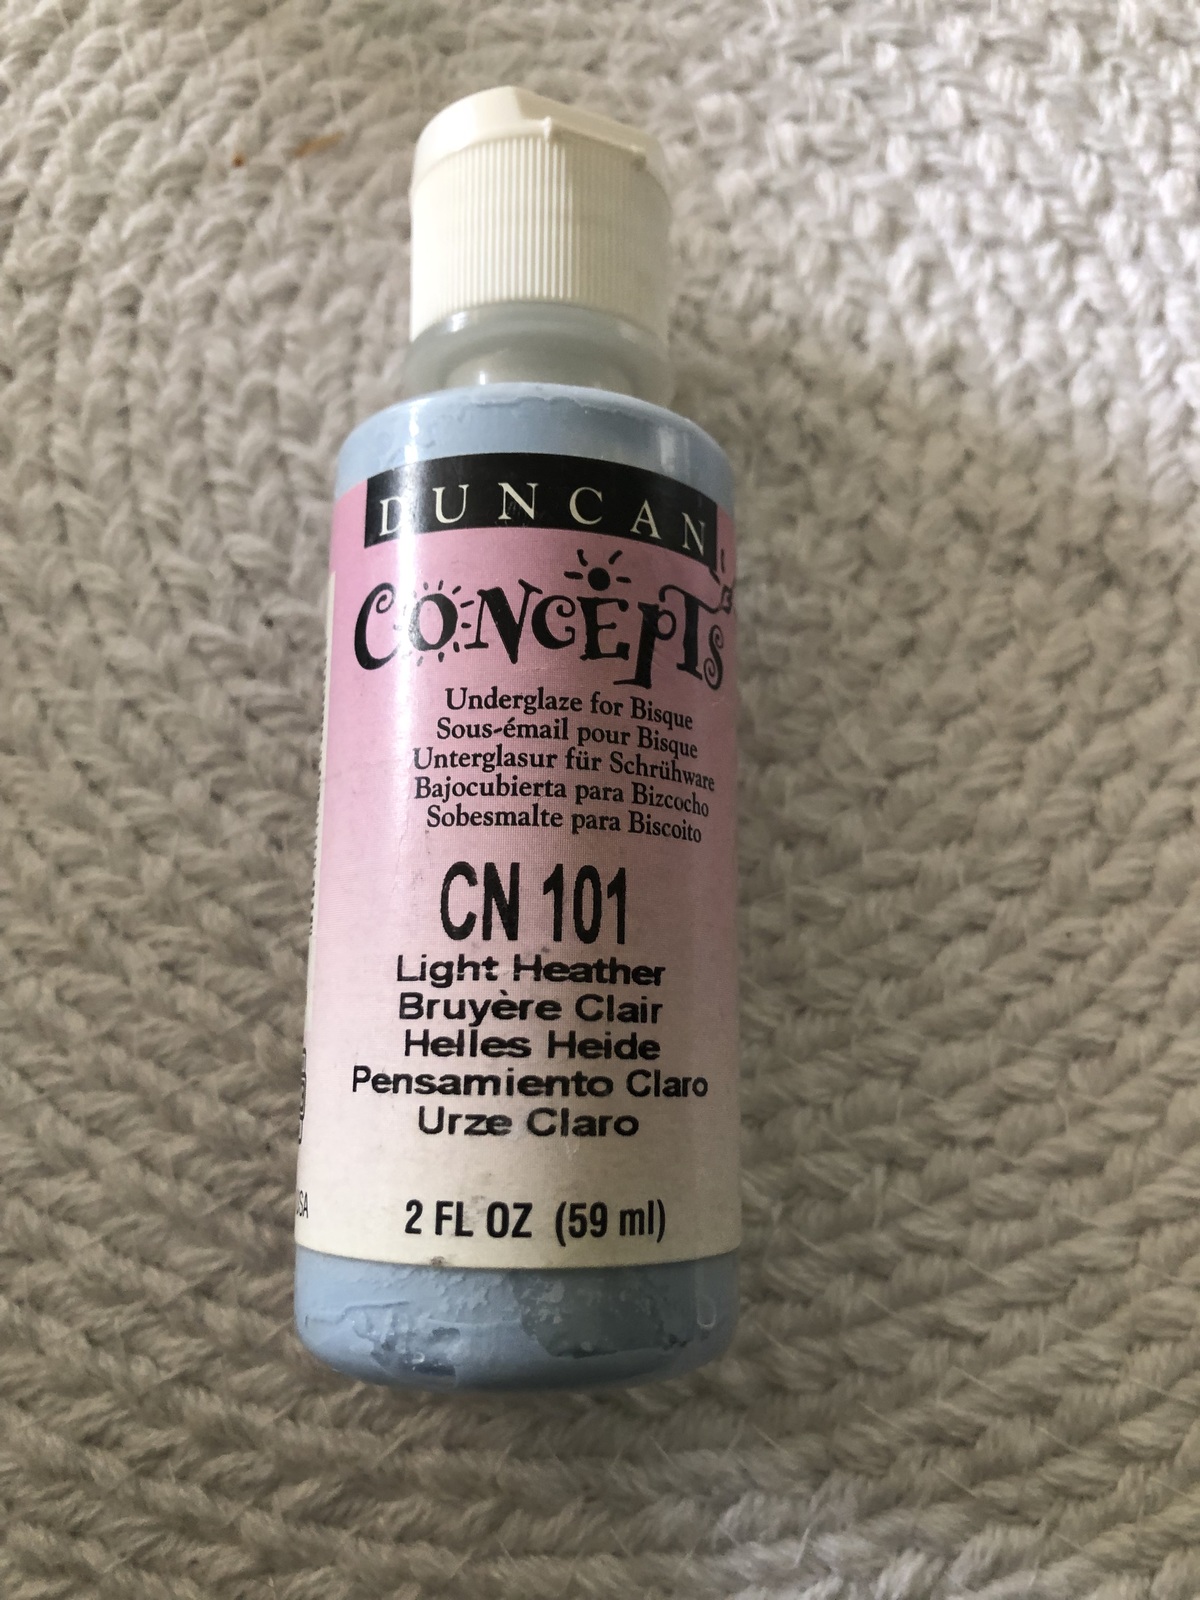 DUNCAN
CONCEPTS
Underglaze for Bisque
Sous-émail pour Bisque
Unterglasur für Schrühware
Bajocubierta para Bizcocho
Sobesmalte para Biscoito
CN 101
Light Heather
Bruyère Clair
Helles Heide
Pensamiento Claro
Urze Claro
2 FL OZ (59 ml)